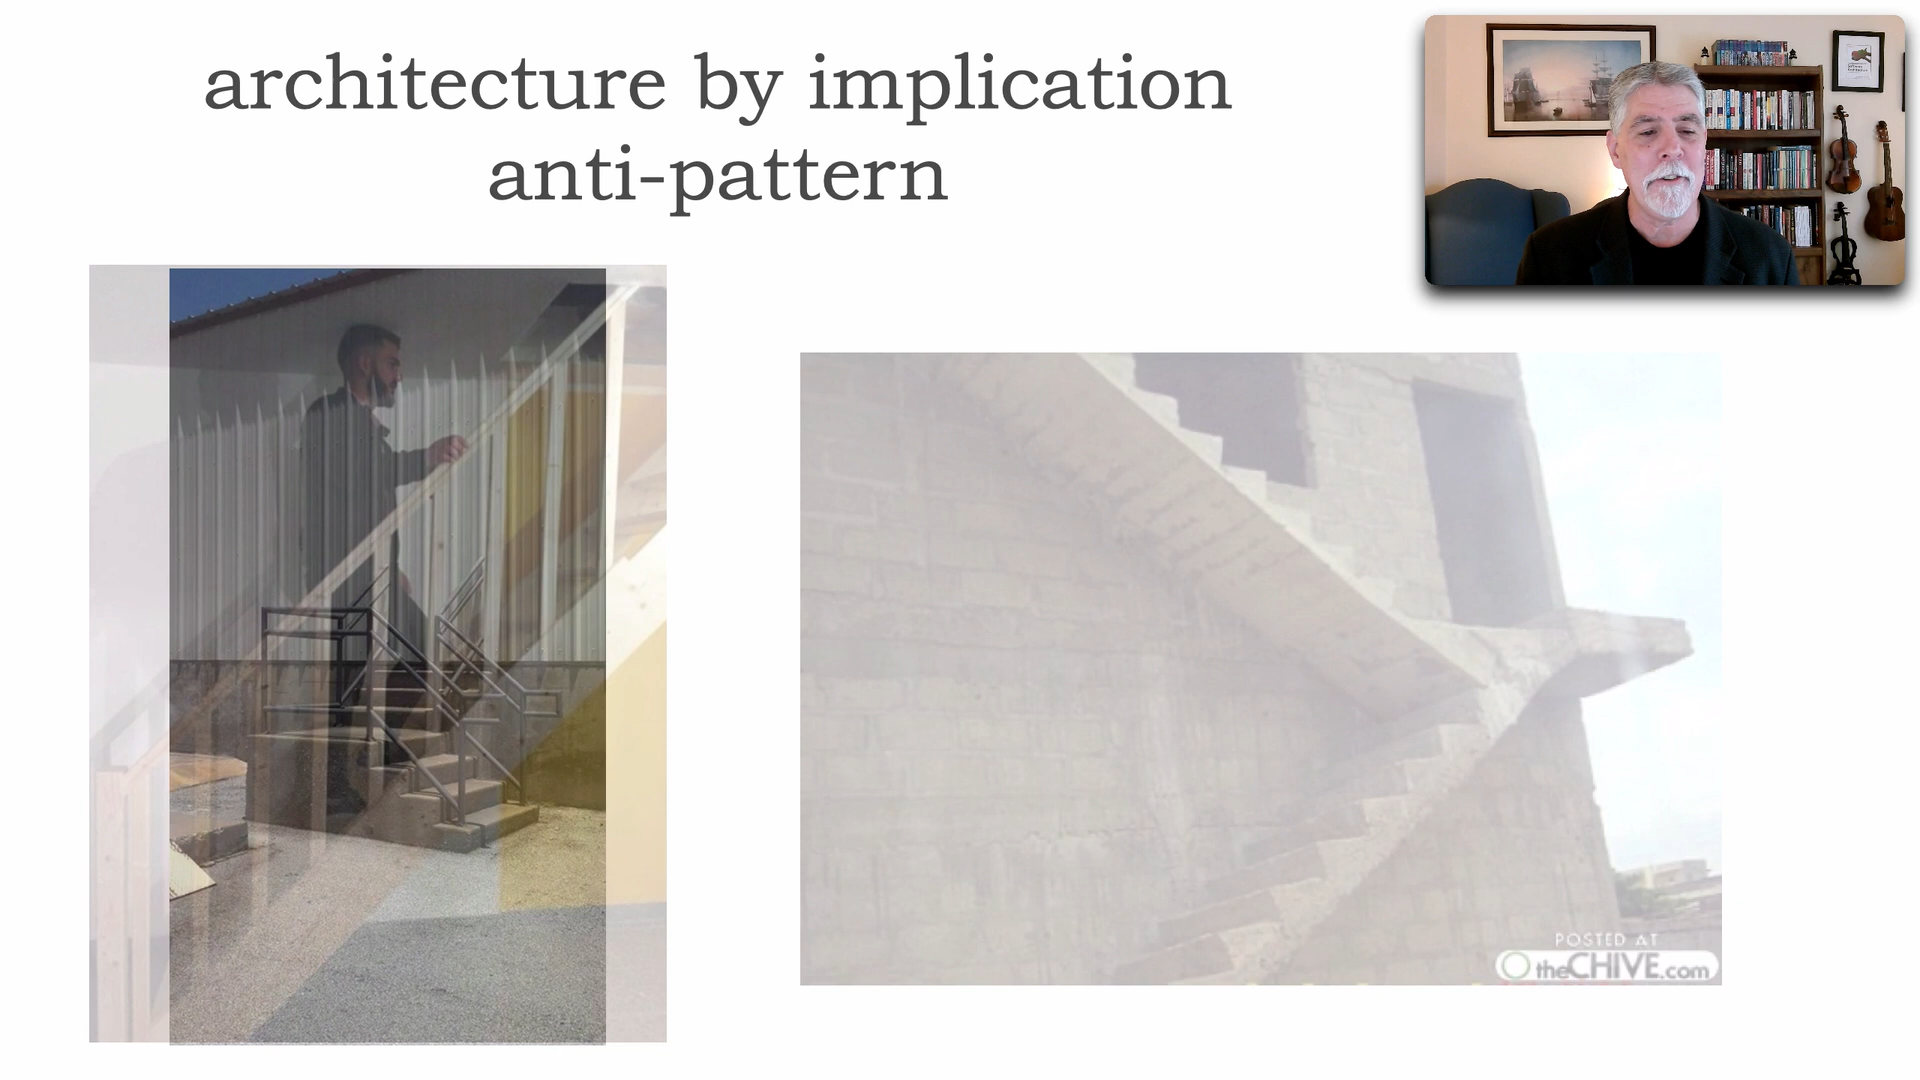 architecture by implication
anti-pattern
POSTED AT
theCHIVE.com